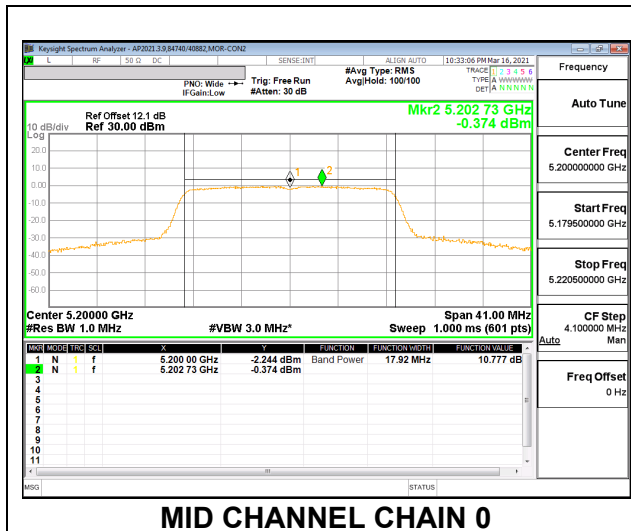 Keysight Spectrum Analyzer - AP2021.3.9,84740/40882,MOR-CON2
L RF 50 Ω DC SENSE:INT ALIGN AUTO 10:33:06 PM Mar 16, 2021
#Avg Type: RMS TRACE 1 2 3 4 5 6
PNO: Wide Trig: Free Run Avg|Hold: 100/100 TYPE A WWWWW
IFGain:Low #Atten: 30 dB DET A N N N N N
Mkr2 5.202 73 GHz
Ref Offset 12.1 dB
10 dB/div Ref 30.00 dBm -0.374 dBm
Log
20.0
10.0
1 2
0.00
-10.0
-20.0
-30.0
-40.0
-50.0
-60.0
Center 5.20000 GHz Span 41.00 MHz
#Res BW 1.0 MHz #VBW 3.0 MHz* Sweep 1.000 ms (601 pts)
MKR MODE TRC SCL X Y FUNCTION FUNCTION WIDTH FUNCTION VALUE
1 N 1 f 5.200 00 GHz -2.244 dBm Band Power 17.92 MHz 10.777 dB
2 N 1 f 5.202 73 GHz -0.374 dBm
3
4
5
6
7
8
9
10
11
MSG STATUS
Frequency
Auto Tune
Center Freq
5.200000000 GHz
Start Freq
5.179500000 GHz
Stop Freq
5.220500000 GHz
CF Step
4.100000 MHz
Auto Man
Freq Offset
0 Hz
MID CHANNEL CHAIN 0